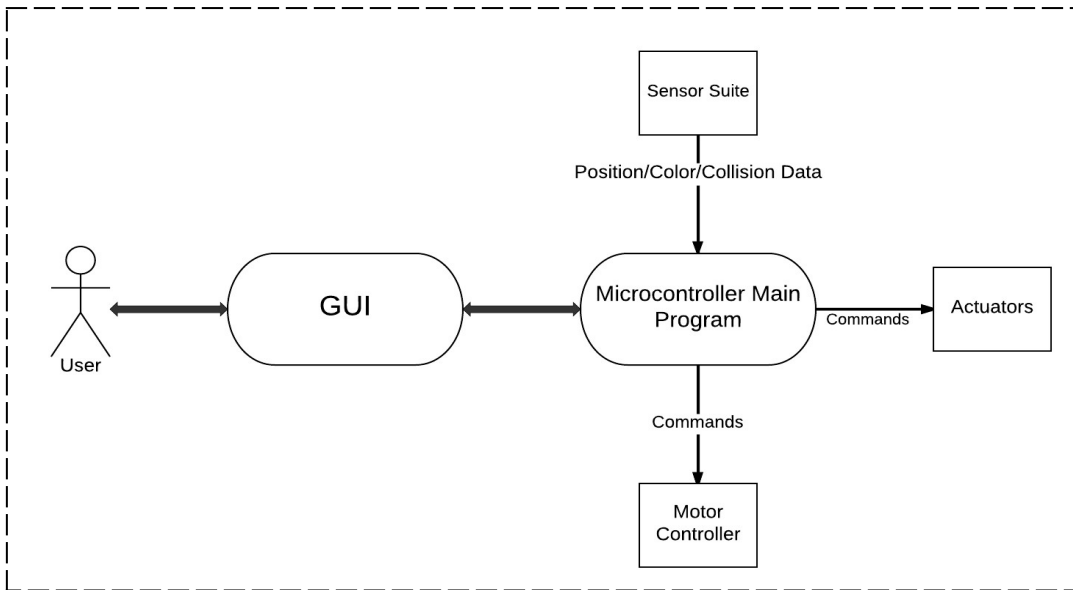 Sensor Suite
Position/Color/Collision Data
User
GUI
Microcontroller Main
Program
Commands
Actuators
Commands
Motor
Controller